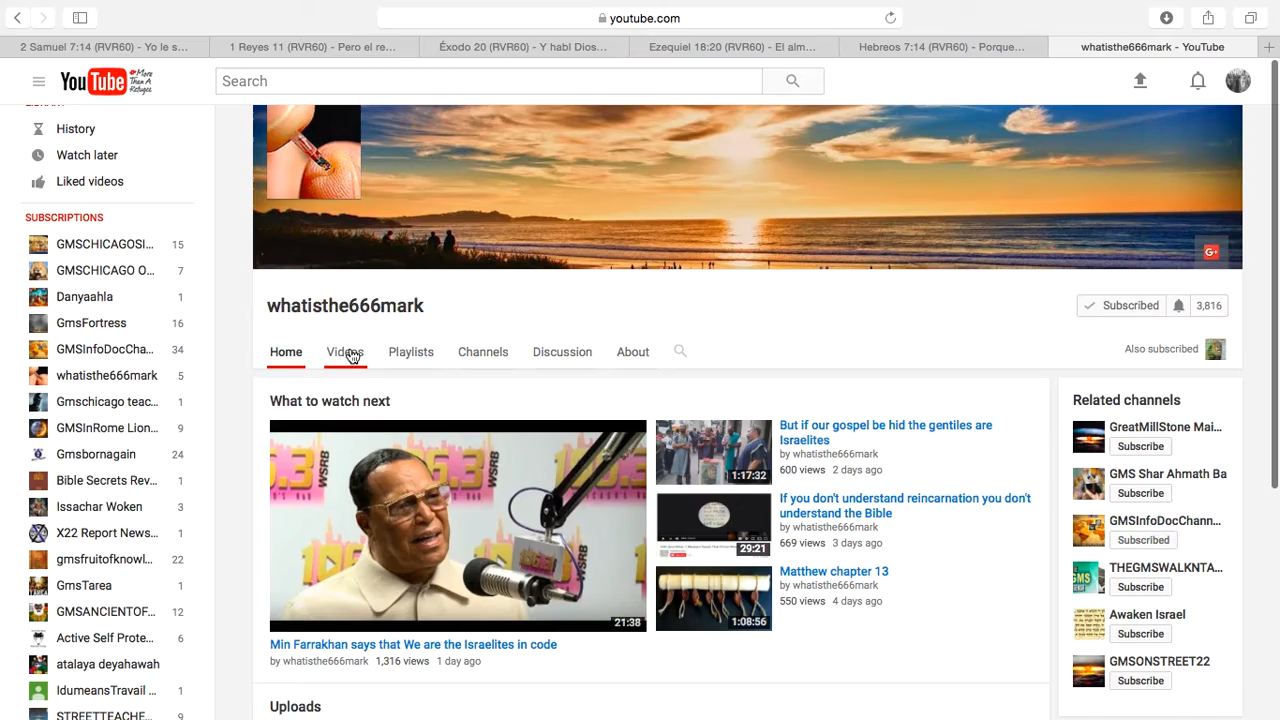 youtube.com
2 Samuel 7:14 (RVR60) - Yo le s...
1 Reyes 11 (RVR60) - Pero el re...
Éxodo 20 (RVR60) - Y habl Dios...
Ezequiel 18:20 (RVR60) - El alm...
Hebreos 7:14 (RVR60) - Porque...
whatisthe666mark - YouTube
YouTube
More Than A Refugee
Search
History
Watch later
Liked videos
SUBSCRIPTIONS
GMSCHICAGOSI... 15
GMSCHICAGO O... 7
Danyaahla 1
GmsFortress 16
GMSInfoDocCha... 34
whatisthe666mark 5
Gmschicago teac... 1
GMSInRome Lion... 9
Gmsbornagain 24
Bible Secrets Rev... 1
Issachar Woken 3
X22 Report News... 1
gmsfruitofknowl... 22
GmsTarea 1
GMSANCIENTOF... 12
Active Self Prote... 6
atalaya deyahawah
IdumeansTravail ... 1
STREETTEACHE... 9
G+
whatisthe666mark
Subscribed 3,816
Home Videos Playlists Channels Discussion About
Also subscribed
What to watch next
106.3
WSRB
21:38
Min Farrakhan says that We are the Israelites in code
by whatisthe666mark 1,316 views 1 day ago
1:17:32
But if our gospel be hid the gentiles are
Israelites
by whatisthe666mark
600 views 2 days ago
29:21
If you don't understand reincarnation you don't
understand the Bible
by whatisthe666mark
669 views 3 days ago
1:08:56
Matthew chapter 13
by whatisthe666mark
550 views 4 days ago
Uploads
Related channels
GreatMillStone Mai...
Subscribe
GMS Shar Ahmath Ba
Subscribe
GMSInfoDocChann...
Subscribed
THEGMSWALKNTA...
Subscribe
Awaken Israel
Subscribe
GMSONSTREET22
Subscribe